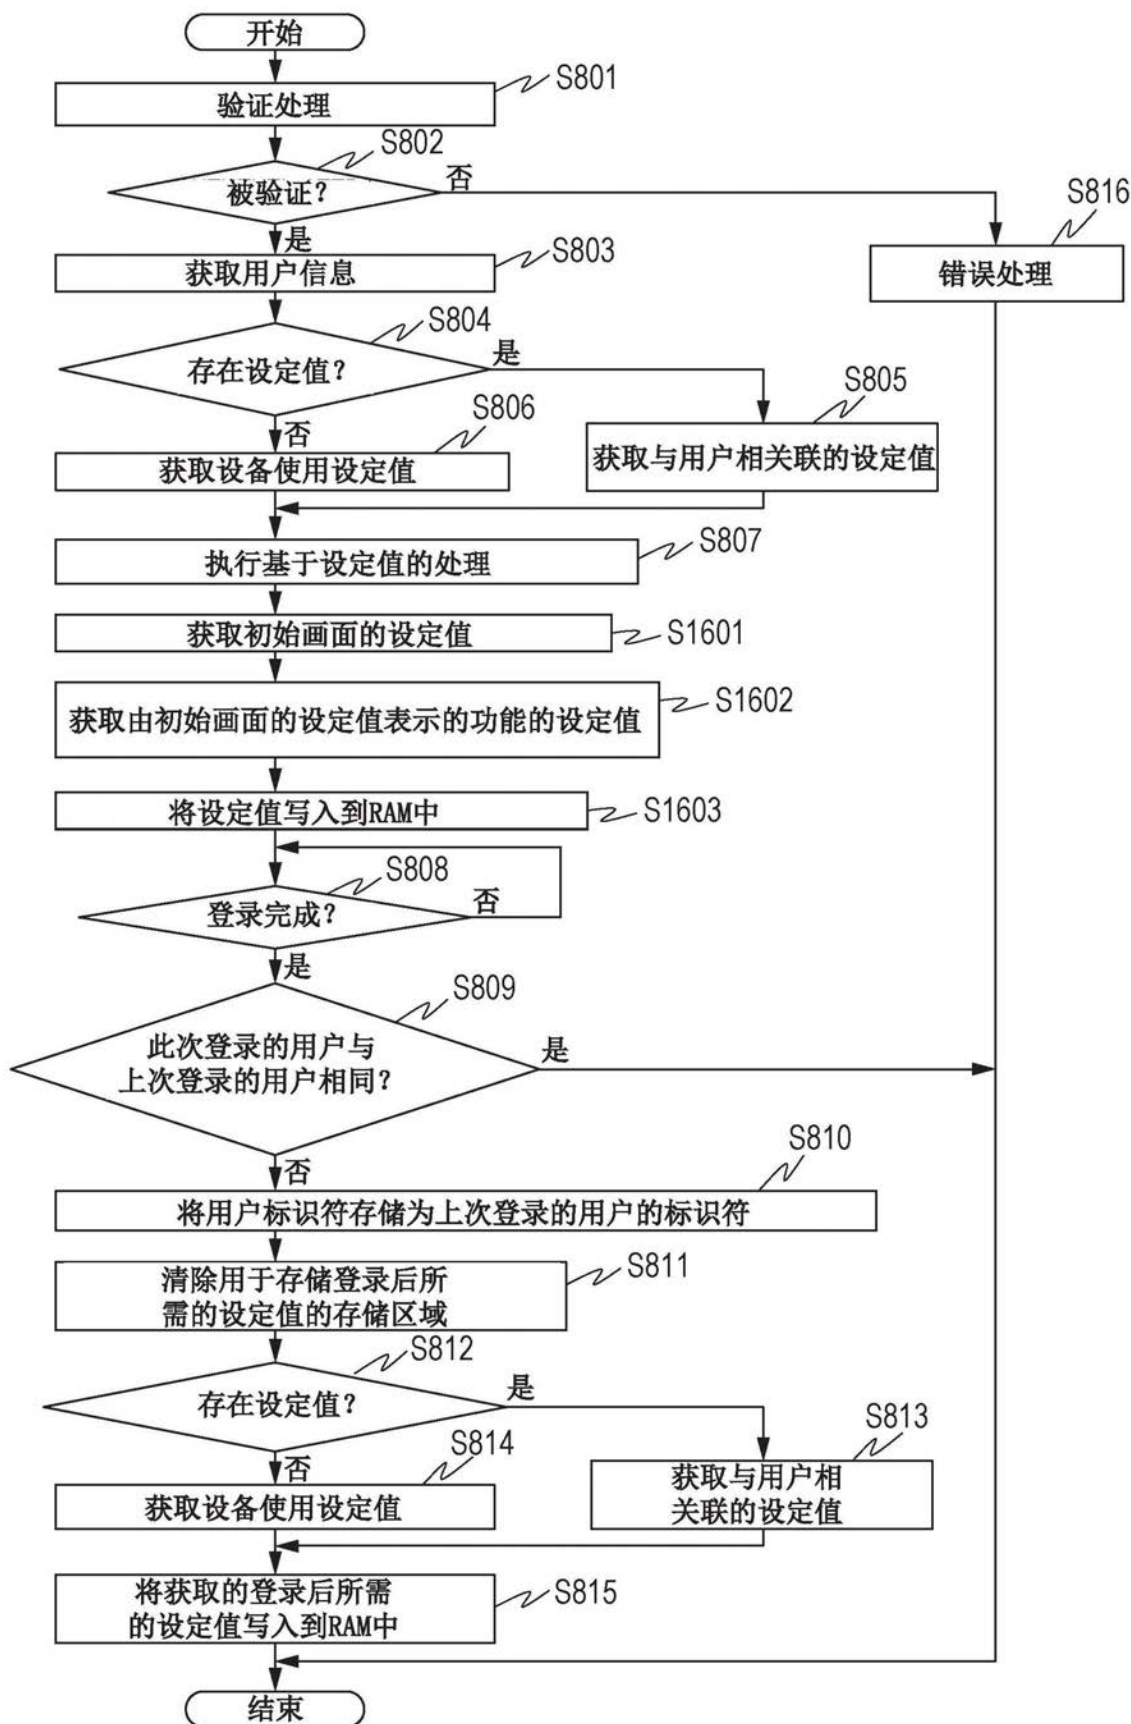 开始
验证处理
S801
被验证？
S802
否
是
获取用户信息
S803
错误处理
S816
存在设定值？
S804
是
否
获取设备使用设定值
S806
获取与用户相关联的设定值
S805
执行基于设定值的处理
S807
获取初始画面的设定值
S1601
获取由初始画面的设定值表示的功能的设定值
S1602
将设定值写入到RAM中
S1603
登录完成？
S808
否
是
此次登录的用户与
上次登录的用户相同？
S809
是
否
将用户标识符存储为上次登录的用户的标识符
S810
清除用于存储登录后所
需的设定值的存储区域
S811
存在设定值？
S812
是
否
获取设备使用设定值
S814
获取与用户相
关联的设定值
S813
将获取的登录后所需
的设定值写入到RAM中
S815
结束